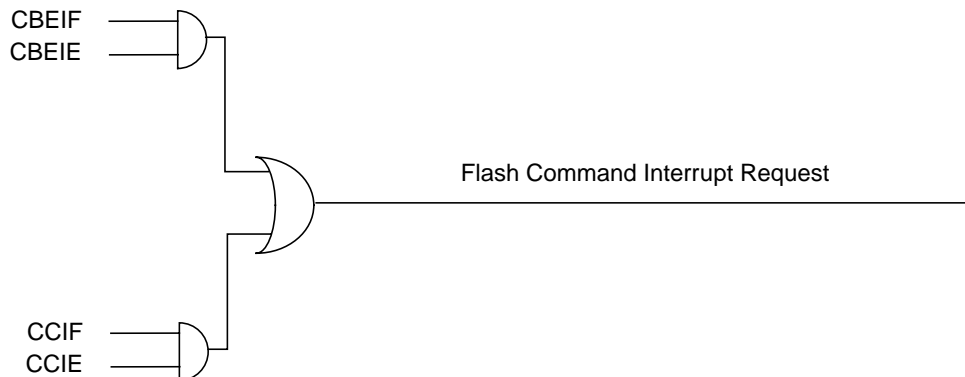 CBEIF
CBEIE
Flash Command Interrupt Request
CCIF
CCIE